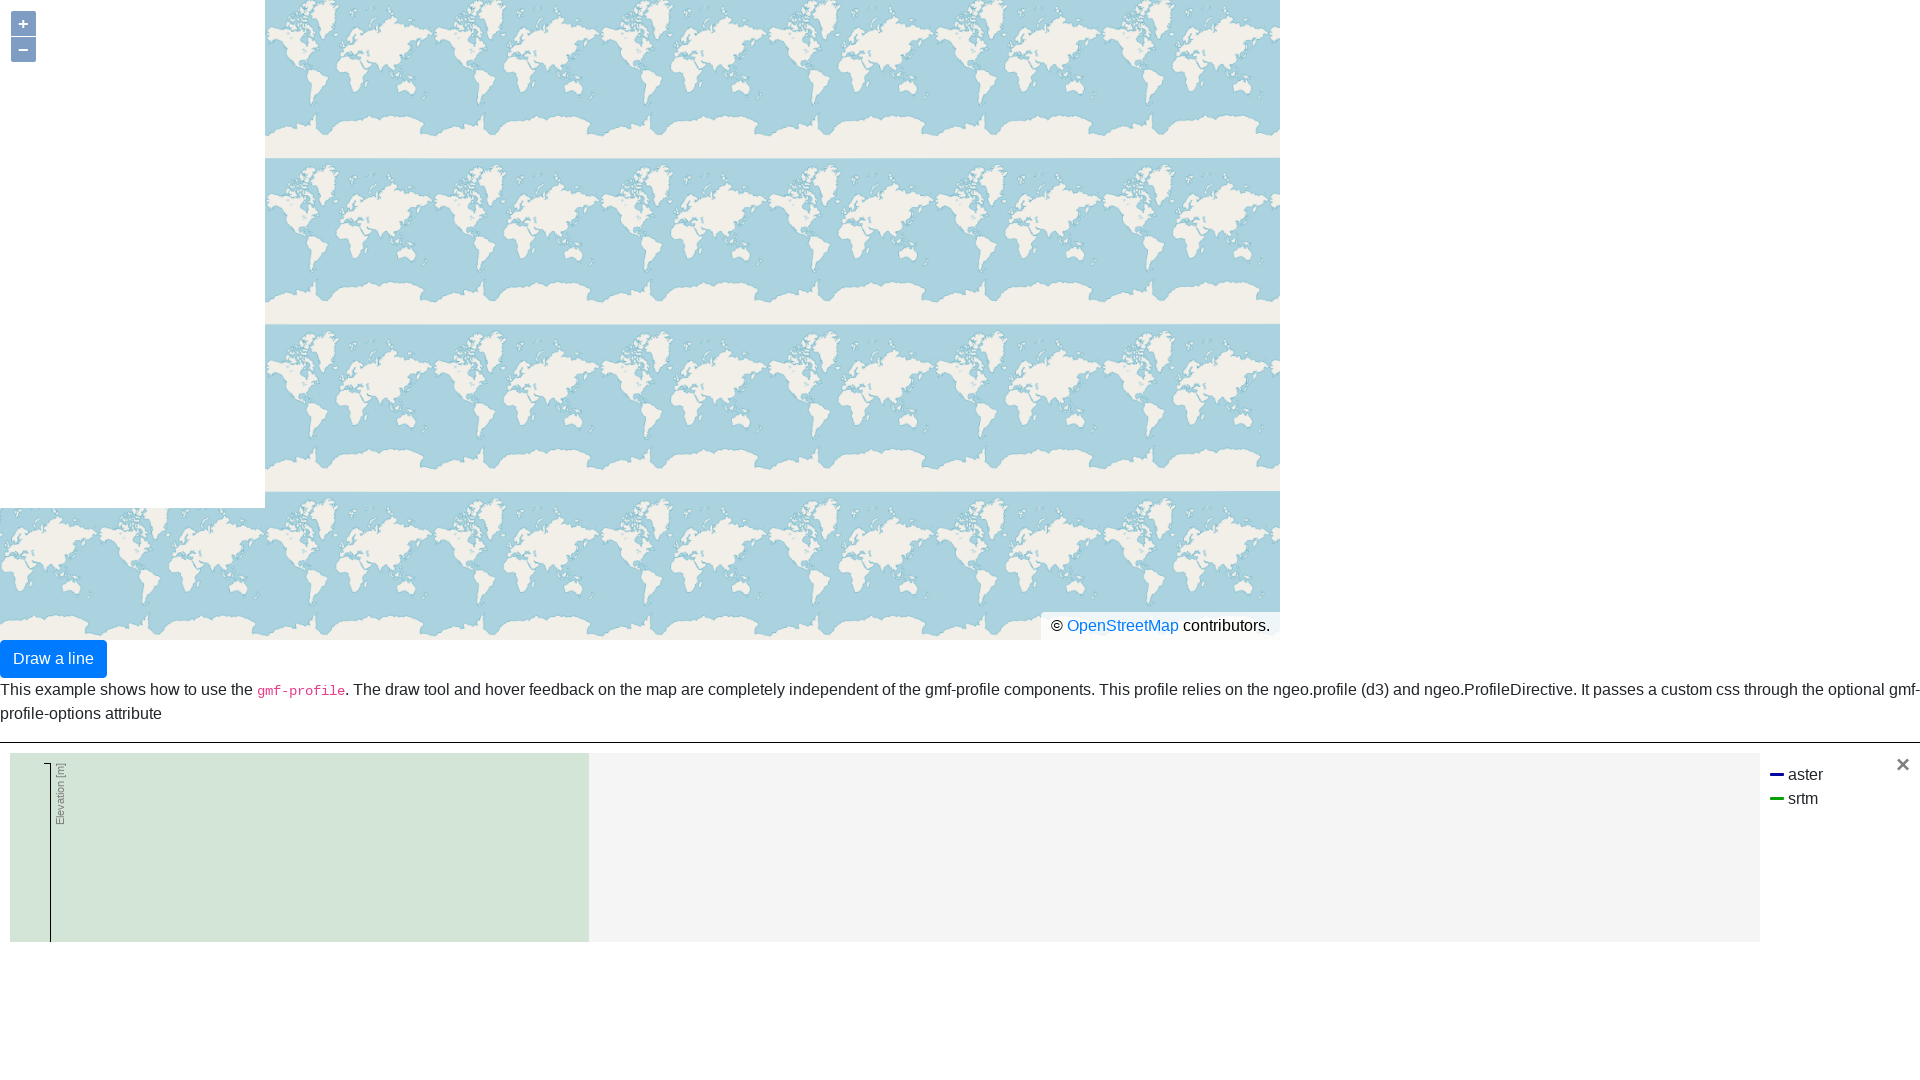 +
−
© OpenStreetMap contributors.
Draw a line
This example shows how to use the gmf-profile. The draw tool and hover feedback on the map are completely independent of the gmf-profile components. This profile relies on the ngeo.profile (d3) and ngeo.ProfileDirective. It passes a custom css through the optional gmf-
profile-options attribute
Elevation [m]
aster
srtm
×